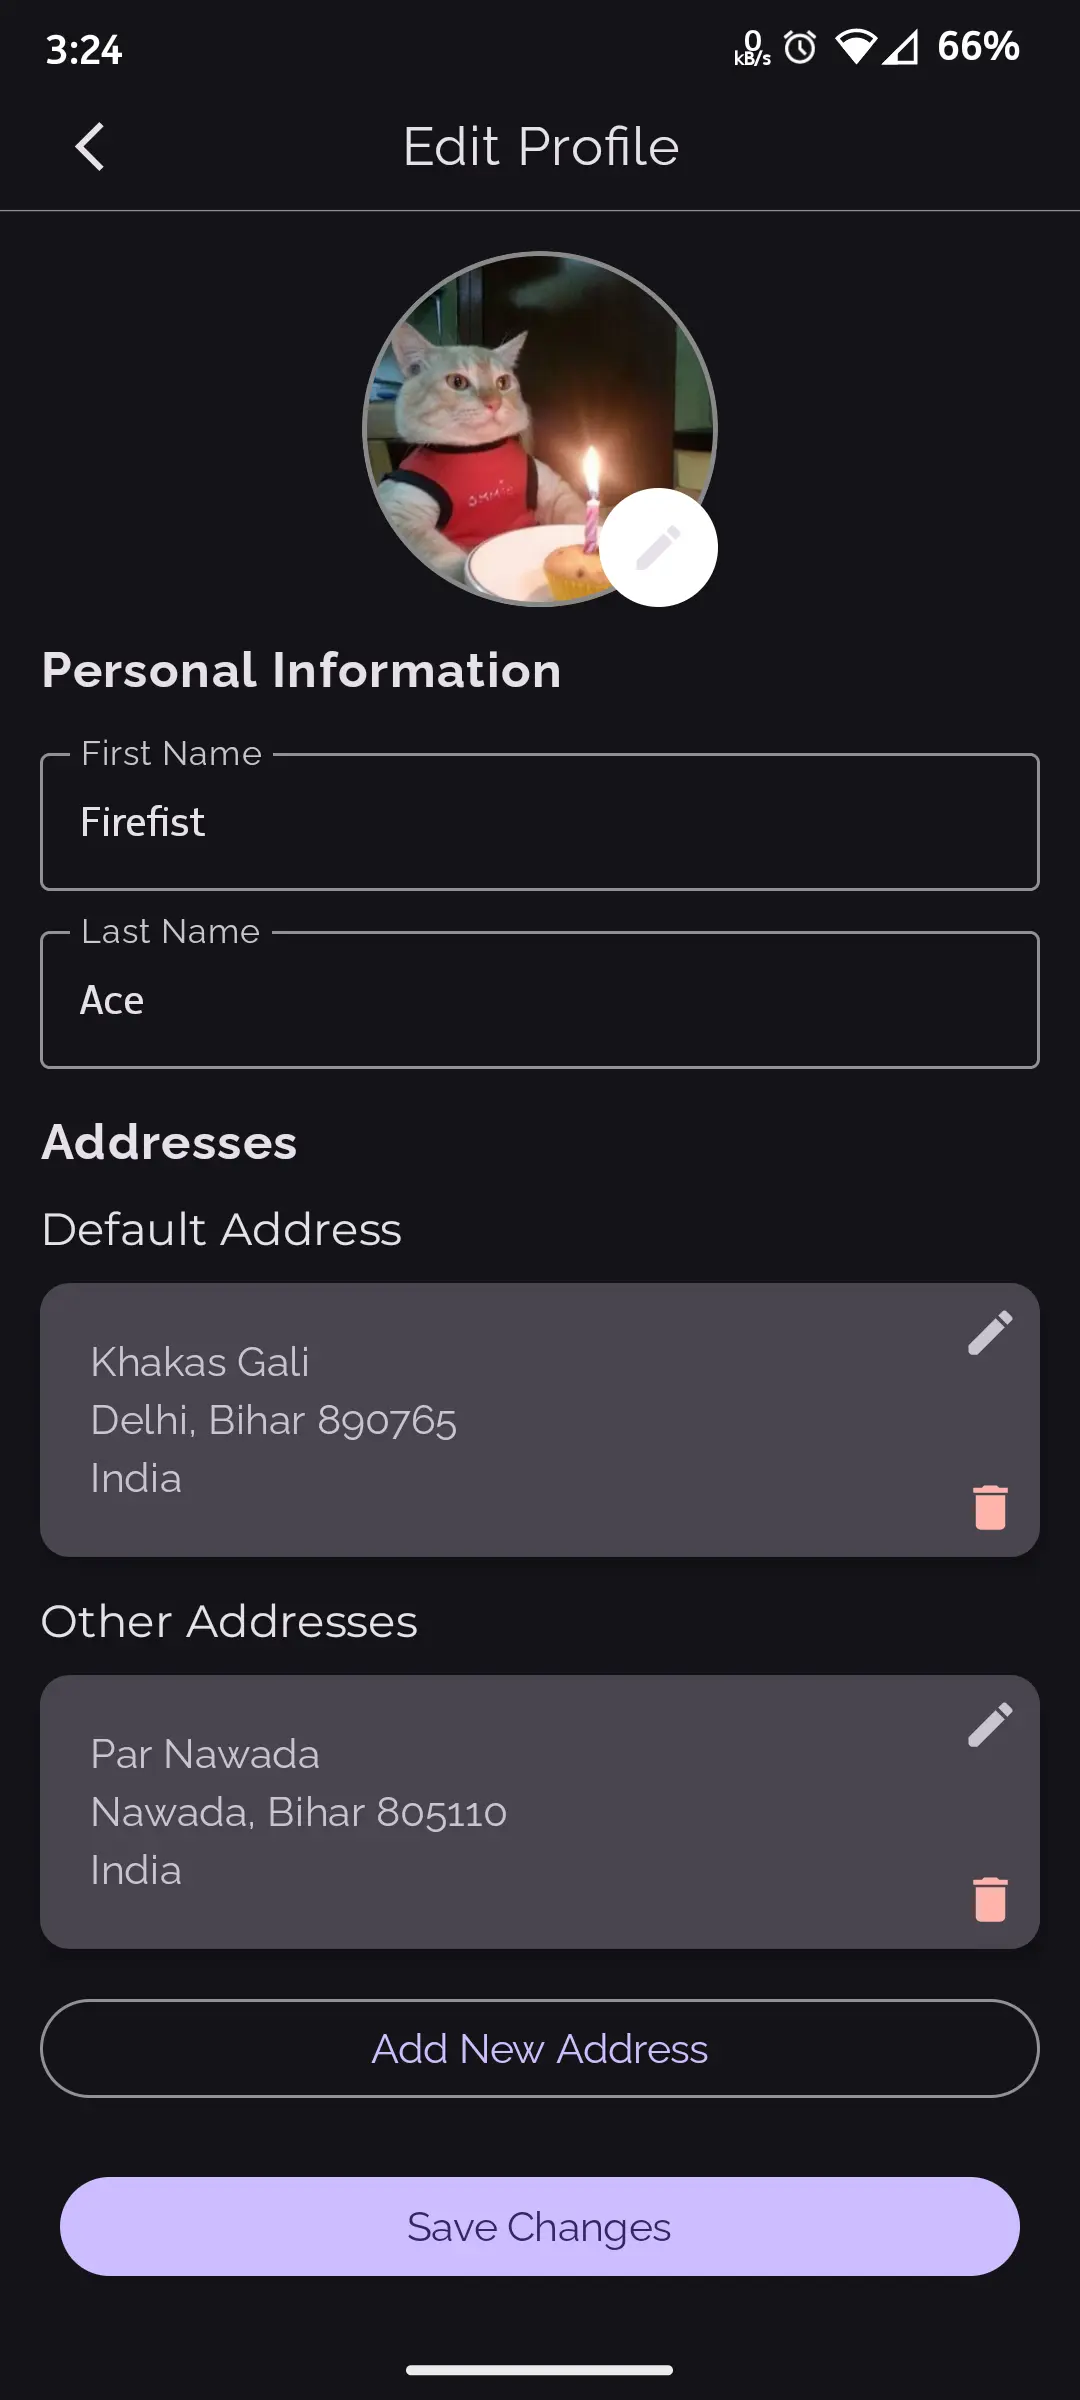 3:24
0
kB/s
66%
Edit Profile
Personal Information
First Name
Firefist
Last Name
Ace
Addresses
Default Address
Khakas Gali
Delhi, Bihar 890765
India
Other Addresses
Par Nawada
Nawada, Bihar 805110
India
Add New Address
Save Changes